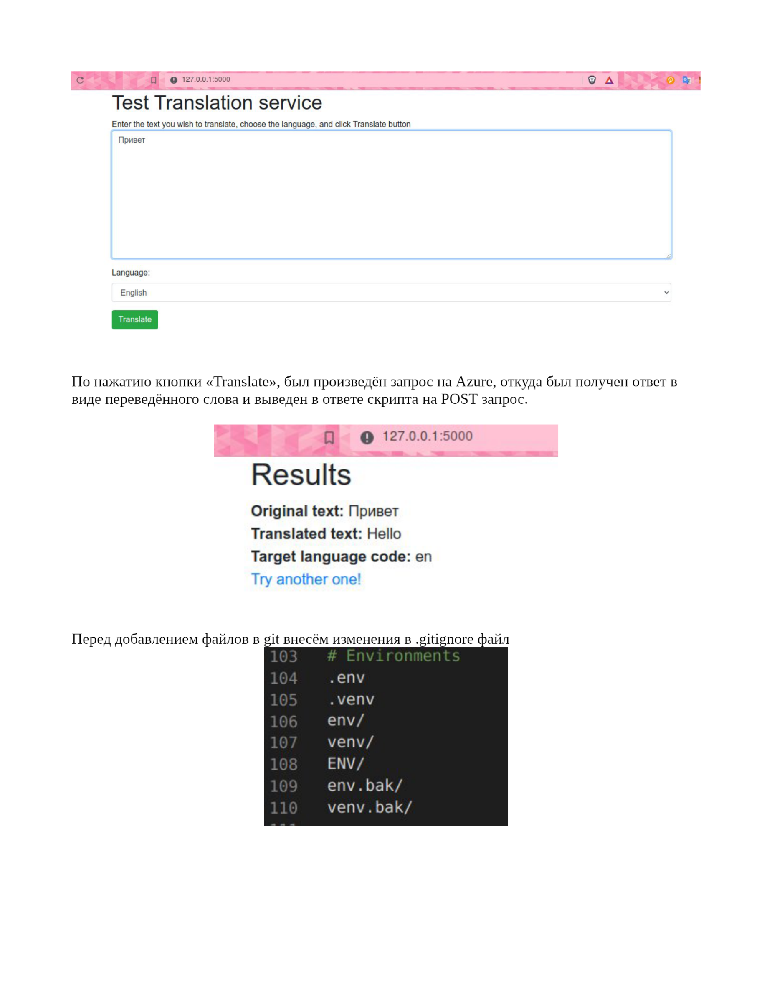 127.0.0.1:5000
Test Translation service
Enter the text you wish to translate, choose the language, and click Translate button
Привет
Language:
English
Translate
По нажатию кнопки «Translate», был произведён запрос на Azure, откуда был получен ответ в
виде переведённого слова и выведен в ответе скрипта на POST запрос.
127.0.0.1:5000
Results
Original text: Привет
Translated text: Hello
Target language code: en
Try another one!
Перед добавлением файлов в git внесём изменения в .gitignore файл
103 # Environments
104 .env
105 .venv
106 env/
107 venv/
108 ENV/
109 env.bak/
110 venv.bak/